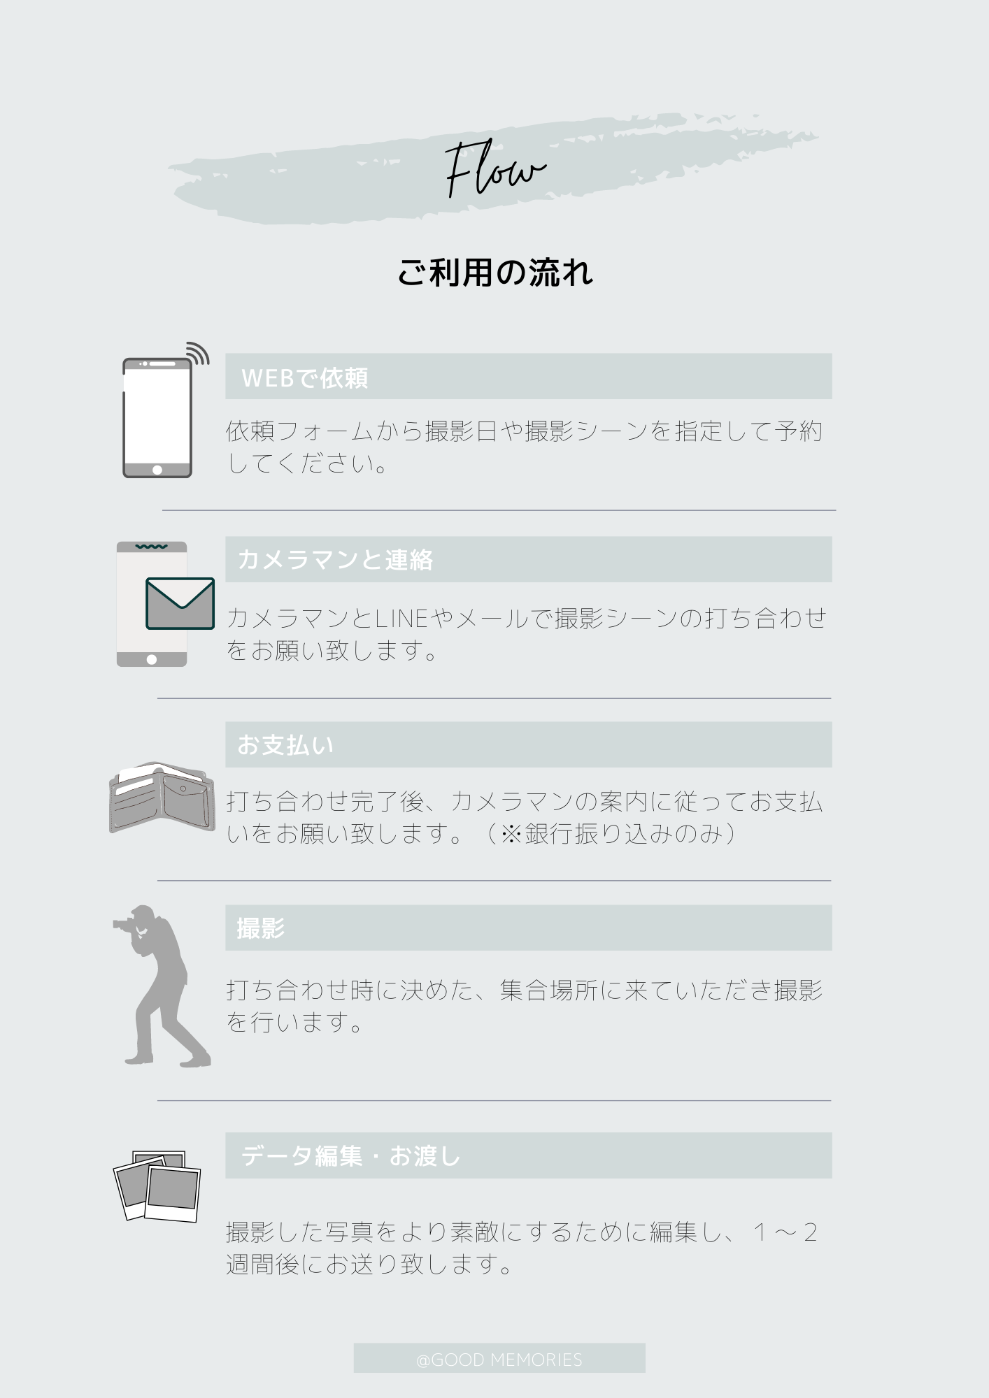 Flow
ご利用の流れ
WEBで依頼
依頼フォームから撮影日や撮影シーンを指定して予約
してください。
カメラマンと連絡
カメラマンとLINEやメールで撮影シーンの打ち合わせ
をお願い致します。
お支払い
打ち合わせ完了後、カメラマンの案内に従ってお支払
いをお願い致します。（※銀行振り込みのみ）
撮影
打ち合わせ時に決めた、集合場所に来ていただき撮影
を行います。
データ編集・お渡し
撮影した写真をより素敵にするために編集し、１～２
週間後にお送り致します。
@GOOD MEMORIES